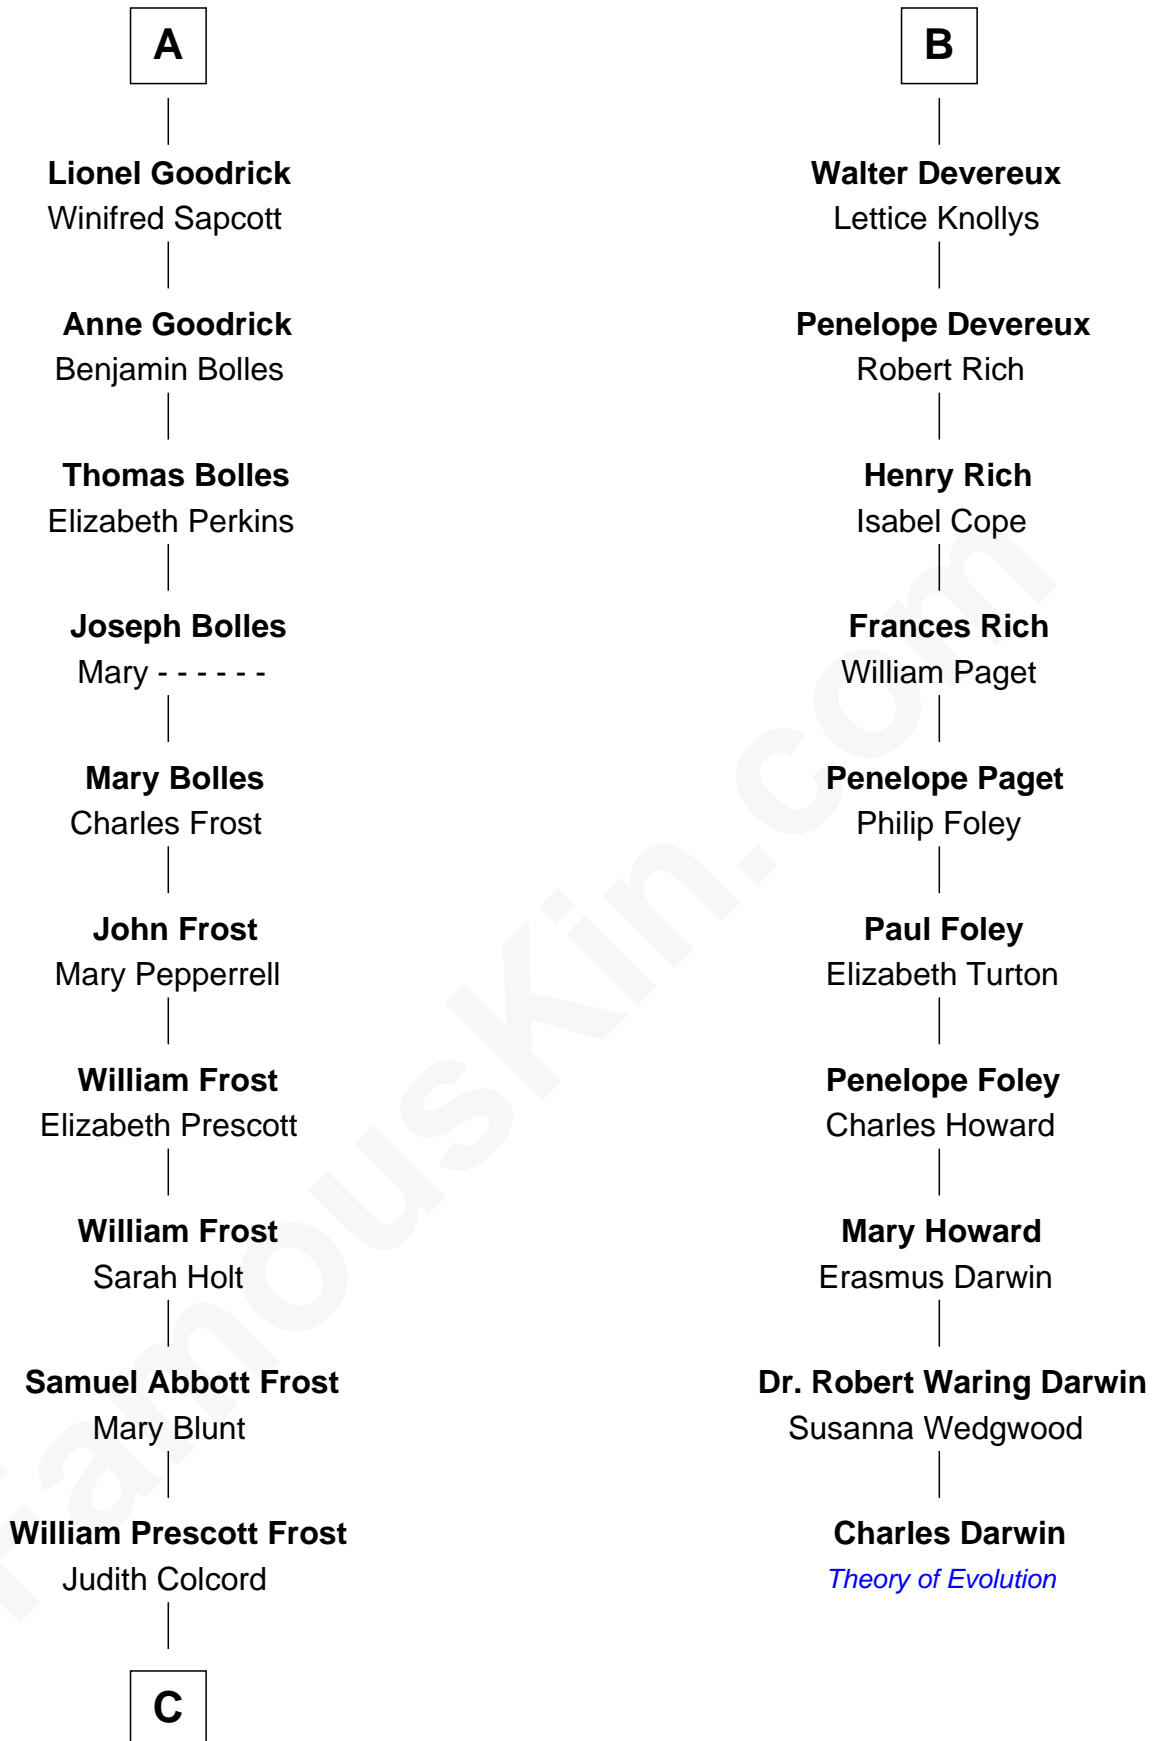 A
Lionel Goodrick
Winifred Sapcott
Anne Goodrick
Benjamin Bolles
Thomas Bolles
Elizabeth Perkins
Joseph Bolles
Mary - - - - - -
Mary Bolles
Charles Frost
John Frost
Mary Pepperrell
William Frost
Elizabeth Prescott
William Frost
Sarah Holt
Samuel Abbott Frost
Mary Blunt
William Prescott Frost
Judith Colcord
C
B
Walter Devereux
Lettice Knollys
Penelope Devereux
Robert Rich
Henry Rich
Isabel Cope
Frances Rich
William Paget
Penelope Paget
Philip Foley
Paul Foley
Elizabeth Turton
Penelope Foley
Charles Howard
Mary Howard
Erasmus Darwin
Dr. Robert Waring Darwin
Susanna Wedgwood
Charles Darwin
Theory of Evolution
FamousKin.com